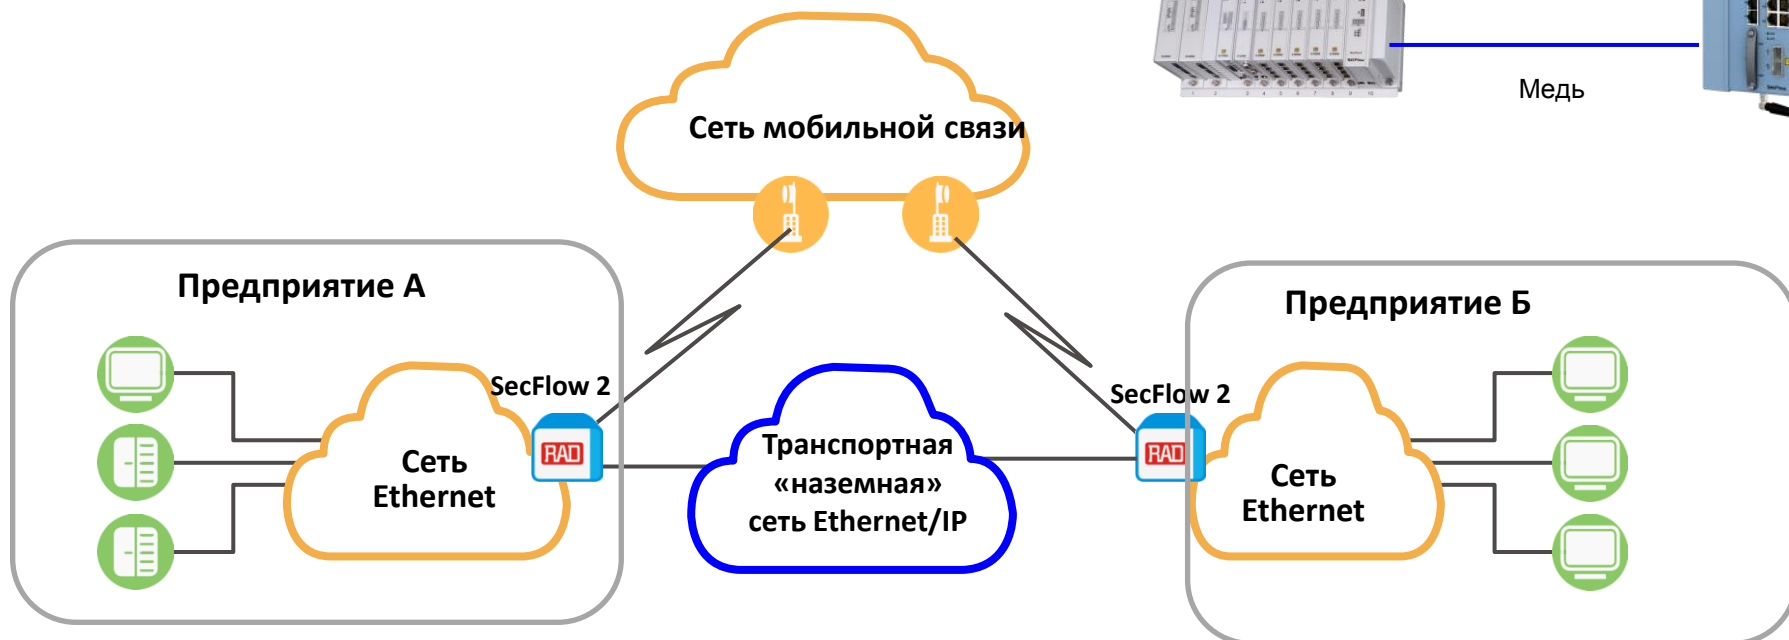 Медь
Сеть мобильной связи
Предприятие А
Предприятие Б
SecFlow 2
RAD
Сеть
Ethernet
Транспортная
«наземная»
сеть Ethernet/IP
SecFlow 2
RAD
Сеть
Ethernet